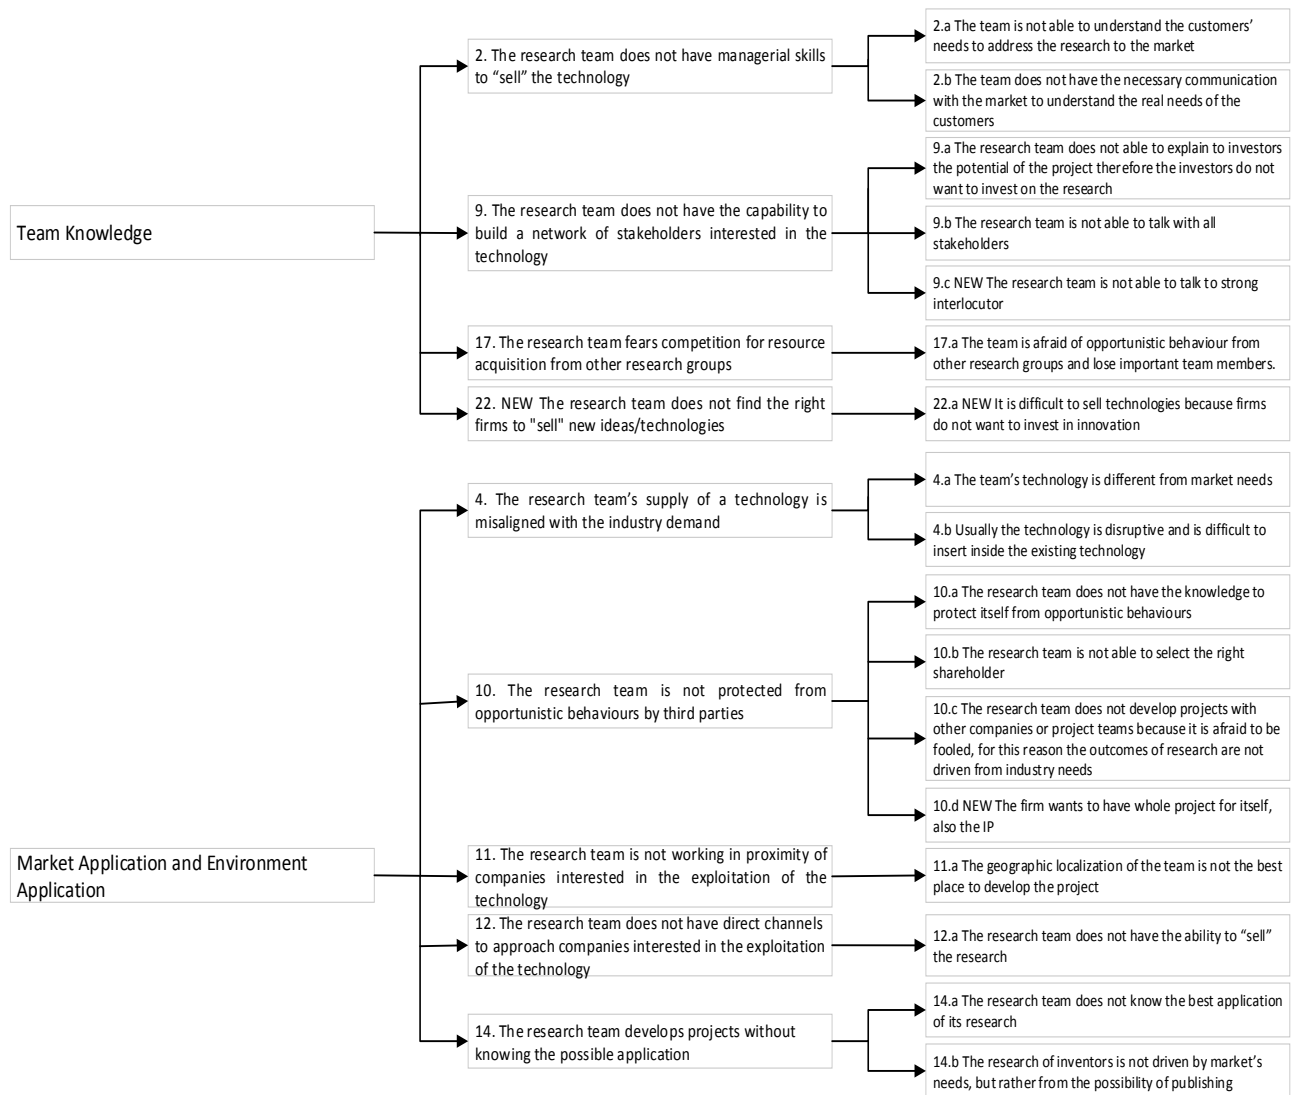 Team Knowledge
2. The research team does not have managerial skills
to “sell” the technology
2.a The team is not able to understand the customers’
needs to address the research to the market
2.b The team does not have the necessary communication
with the market to understand the real needs of the
customers
9. The research team does not have the capability to
build a network of stakeholders interested in the
technology
9.a The research team does not able to explain to investors
the potential of the project therefore the investors do not
want to invest on the research
9.b The research team is not able to talk with all
stakeholders
9.c NEW The research team is not able to talk to strong
interlocutor
17. The research team fears competition for resource
acquisition from other research groups
17.a The team is afraid of opportunistic behaviour from
other research groups and lose important team members.
22. NEW The research team does not find the right
firms to "sell" new ideas/technologies
22.a NEW It is difficult to sell technologies because firms
do not want to invest in innovation
Market Application and Environment
Application
4. The research team’s supply of a technology is
misaligned with the industry demand
4.a The team’s technology is different from market needs
4.b Usually the technology is disruptive and is difficult to
insert inside the existing technology
10. The research team is not protected from
opportunistic behaviours by third parties
10.a The research team does not have the knowledge to
protect itself from opportunistic behaviours
10.b The research team is not able to select the right
shareholder
10.c The research team does not develop projects with
other companies or project teams because it is afraid to be
fooled, for this reason the outcomes of research are not
driven from industry needs
10.d NEW The firm wants to have whole project for itself,
also the IP
11. The research team is not working in proximity of
companies interested in the exploitation of the
technology
11.a The geographic localization of the team is not the best
place to develop the project
12. The research team does not have direct channels
to approach companies interested in the exploitation
of the technology
12.a The research team does not have the ability to “sell”
the research
14. The research team develops projects without
knowing the possible application
14.a The research team does not know the best application
of its research
14.b The research of inventors is not driven by market’s
needs, but rather from the possibility of publishing